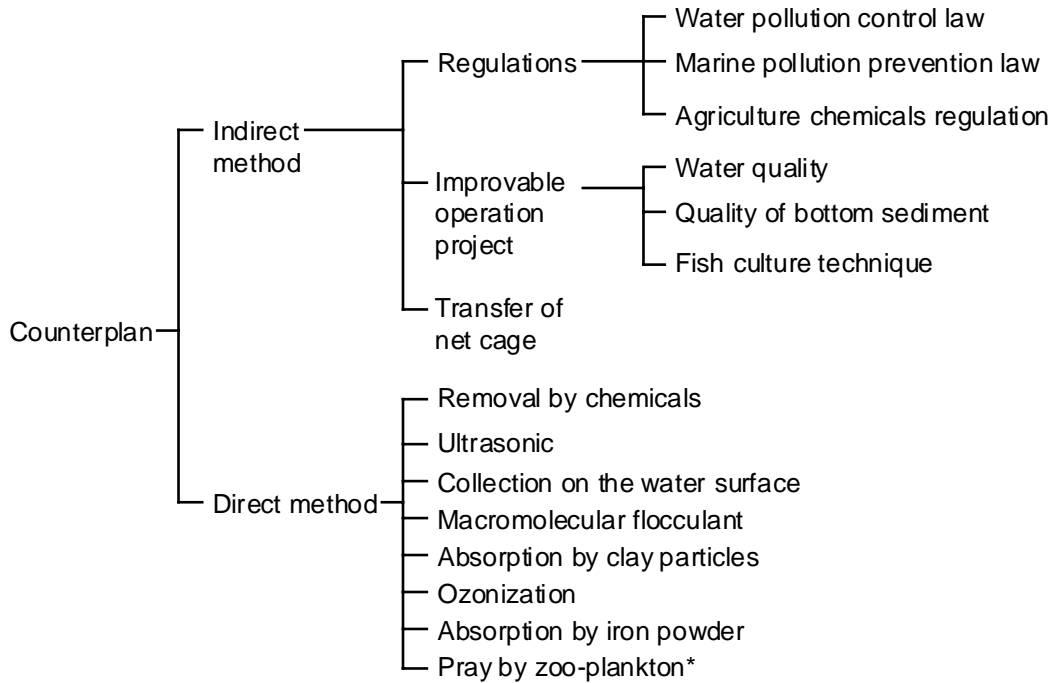 Counterplan
Indirect
method
Regulations
Water pollution control law
Marine pollution prevention law
Agriculture chemicals regulation
Improvable
operation
project
Water quality
Quality of bottom sediment
Fish culture technique
Transfer of
net cage
Direct method
Removal by chemicals
Ultrasonic
Collection on the water surface
Macromolecular flocculant
Absorption by clay particles
Ozonization
Absorption by iron powder
Pray by zoo-plankton*